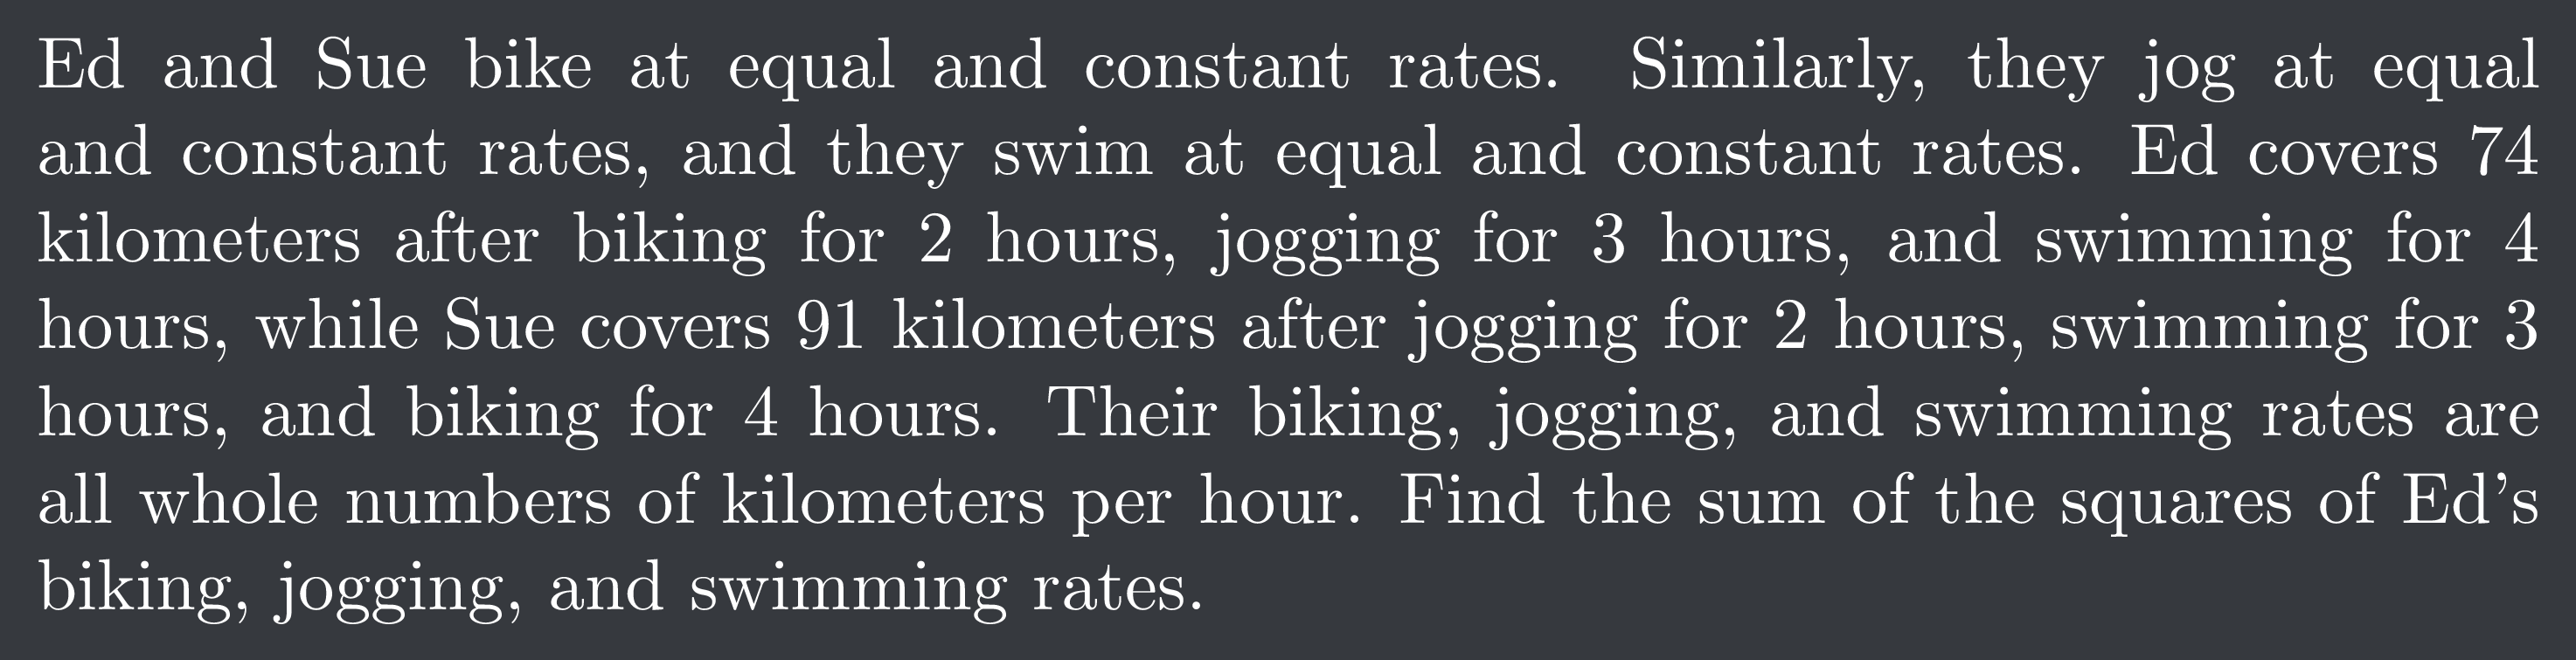 Ed and Sue bike at equal and constant rates. Similarly, they jog at equal
and constant rates, and they swim at equal and constant rates. Ed covers 74
kilometers after biking for 2 hours, jogging for 3 hours, and swimming for 4
hours, while Sue covers 91 kilometers after jogging for 2 hours, swimming for 3
hours, and biking for 4 hours. Their biking, jogging, and swimming rates are
all whole numbers of kilometers per hour. Find the sum of the squares of Ed's
biking, jogging, and swimming rates.